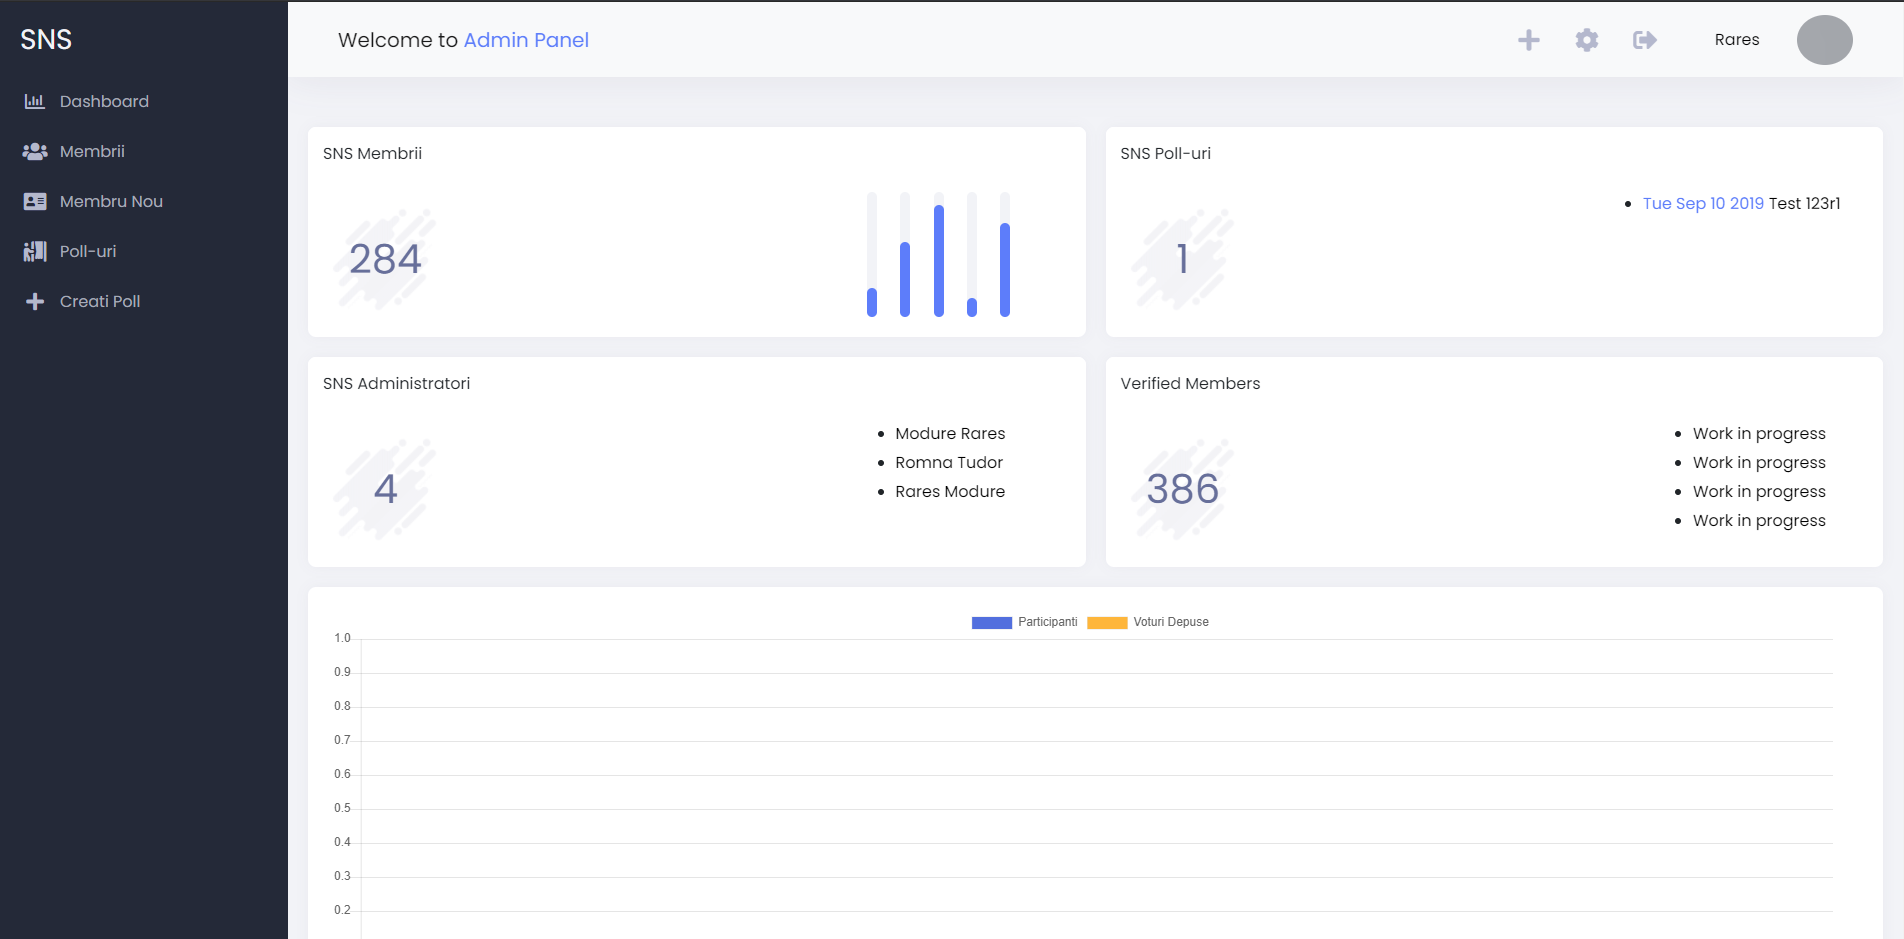 SNS
Dashboard
Membrii
Membru Nou
Poll-uri
Creati Poll
Welcome to Admin Panel
Rares
SNS Membrii
284
SNS Poll-uri
1
Tue Sep 10 2019 Test 123r1
SNS Administratori
4
Modure Rares
Romna Tudor
Rares Modure
Verified Members
386
Work in progress
Work in progress
Work in progress
Work in progress
Participanti
Voturi Depuse
1.0
0.9
0.8
0.7
0.6
0.5
0.4
0.3
0.2